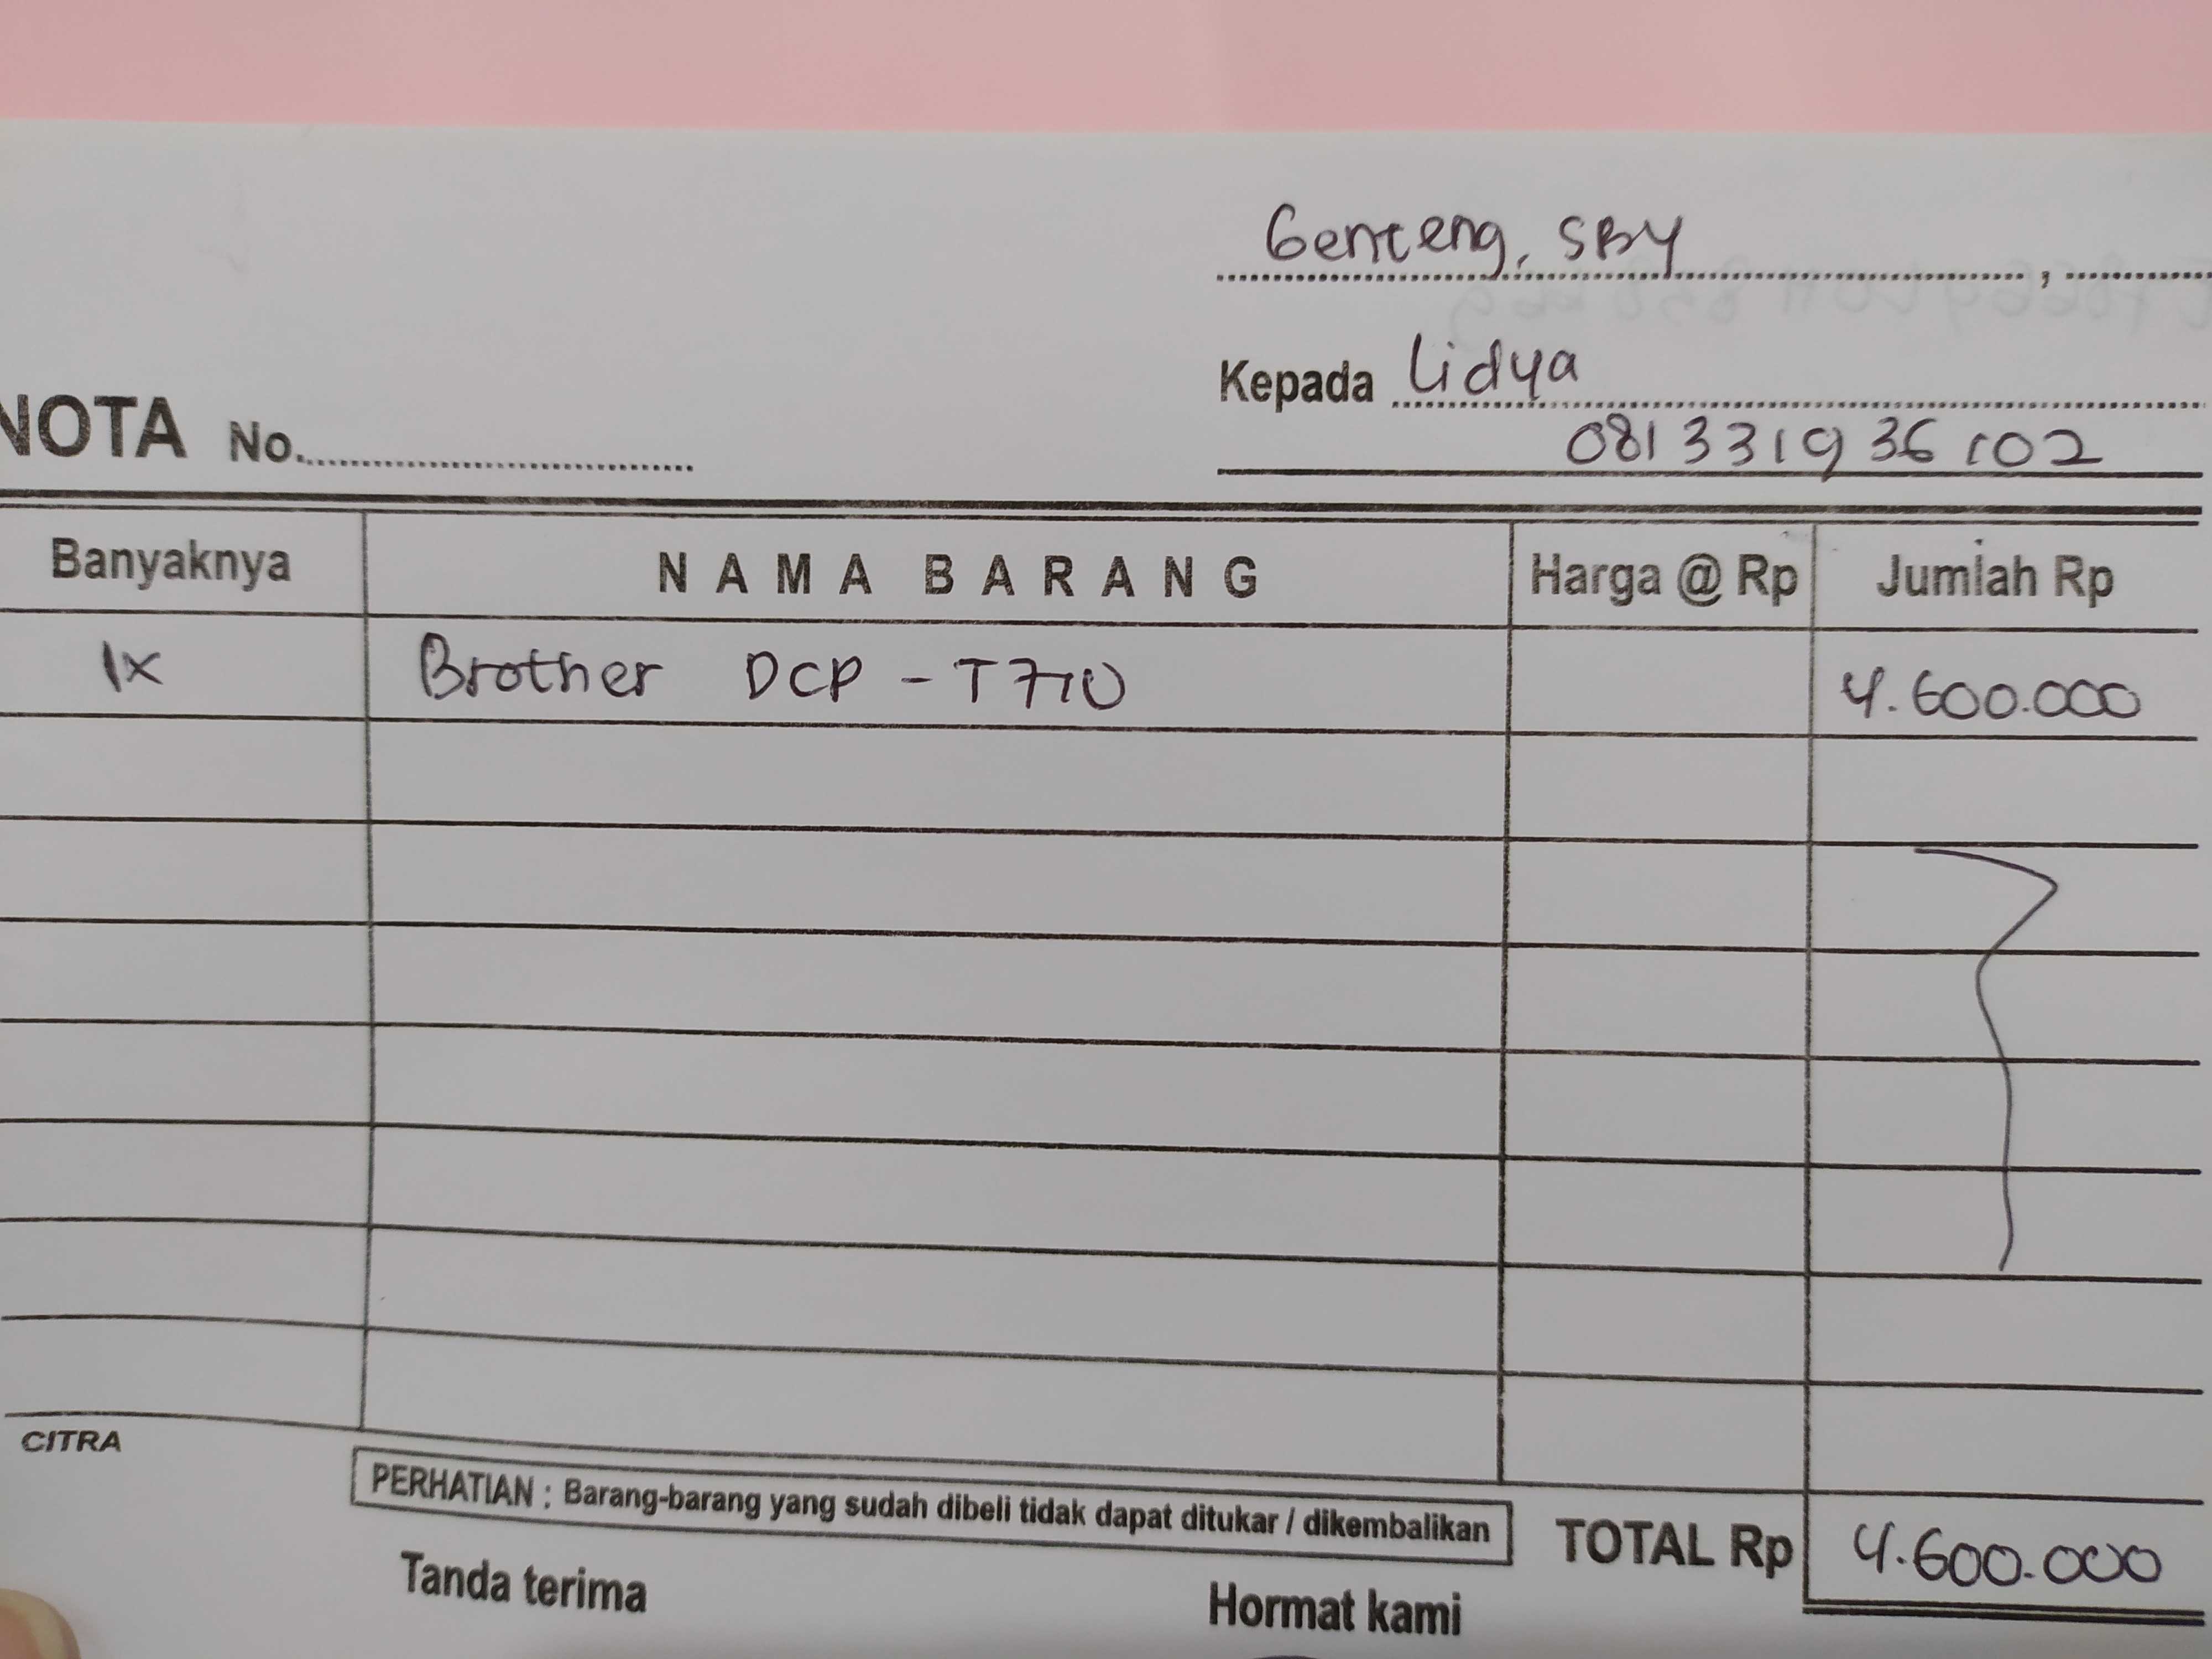 Genteng, SBY
Kepada Lidya
081331936102
NOTA No.
Banyaknya NAMA BARANG Harga @ Rp Jumlah Rp
1x Brother DCP - T710 4.600.000
CITRA
PERHATIAN : Barang-barang yang sudah dibeli tidak dapat ditukar / dikembalikan
TOTAL Rp 4.600.000
Tanda terima Hormat kami